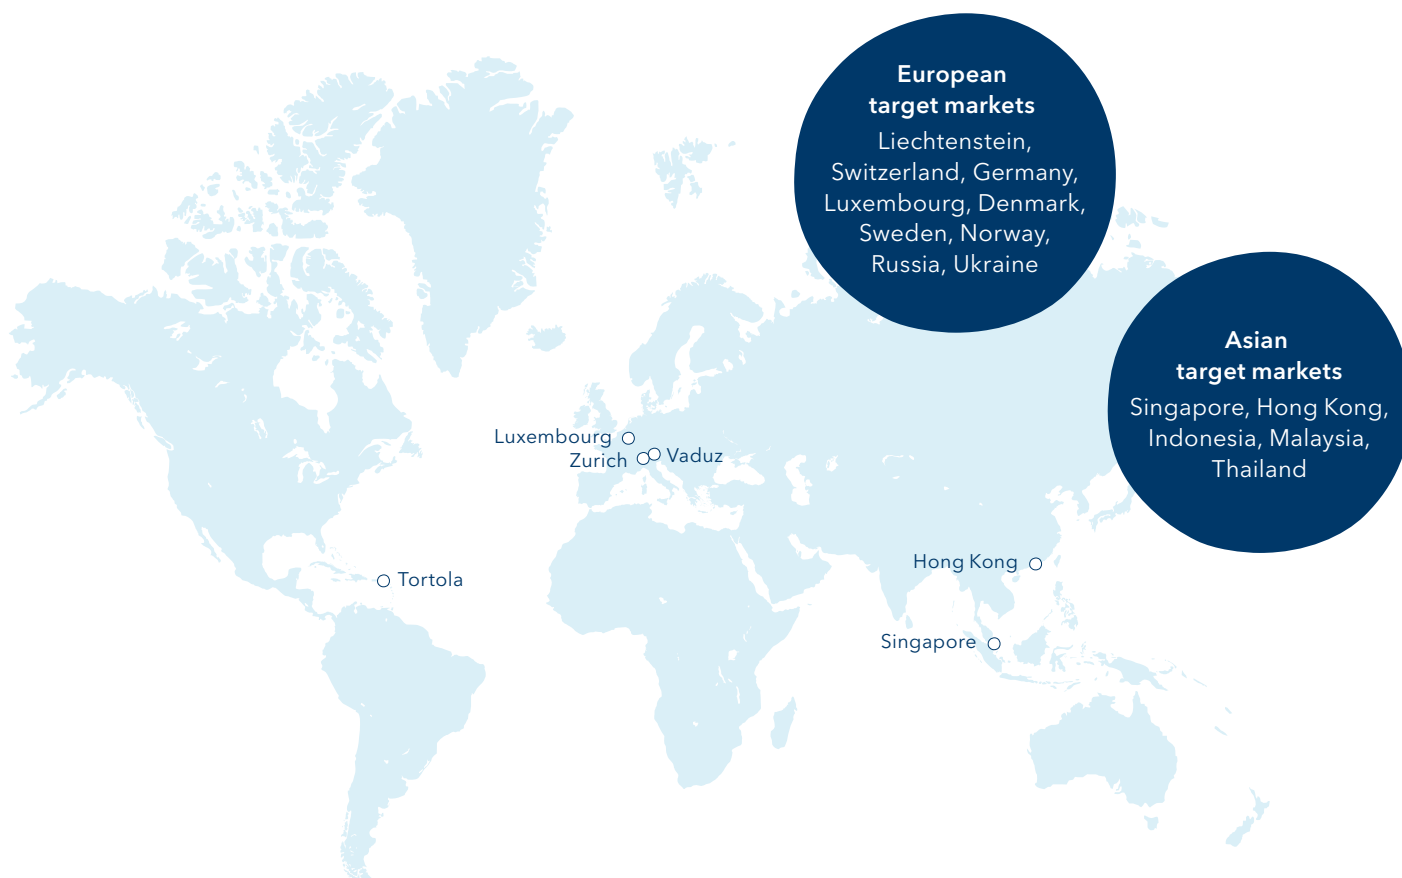 European
target markets
Liechtenstein,
Switzerland, Germany,
Luxembourg, Denmark,
Sweden, Norway,
Russia, Ukraine
Asian
target markets
Singapore, Hong Kong,
Indonesia, Malaysia,
Thailand
Luxembourg
Zurich
Vaduz
Tortola
Hong Kong
Singapore